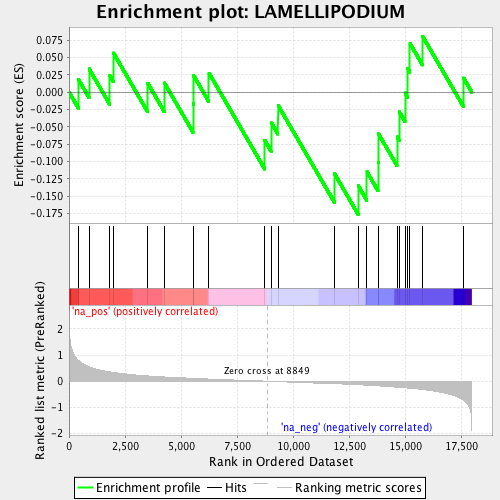 Enrichment plot: LAMELLIPODIUM
Enrichment score (ES)
0.075
0.050
0.025
0.000
-0.025
-0.050
-0.075
-0.100
-0.125
-0.150
-0.175
'na_pos' (positively correlated)
Ranked list metric (PreRanked)
2
1
0
-1
-2
Zero cross at 8849
'na_neg' (negatively correlated)
0
2,500
5,000
7,500
10,000
12,500
15,000
17,500
Rank in Ordered Dataset
Enrichment profile
Hits
Ranking metric scores